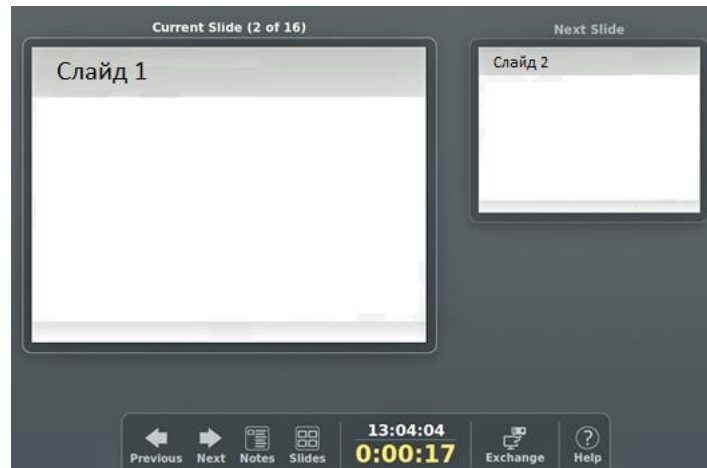 Current Slide (2 of 16)
Next Slide
Слайд 1
Слайд 2
Previous
Next
Notes
Slides
13:04:04
0:00:17
Exchange
?
Help